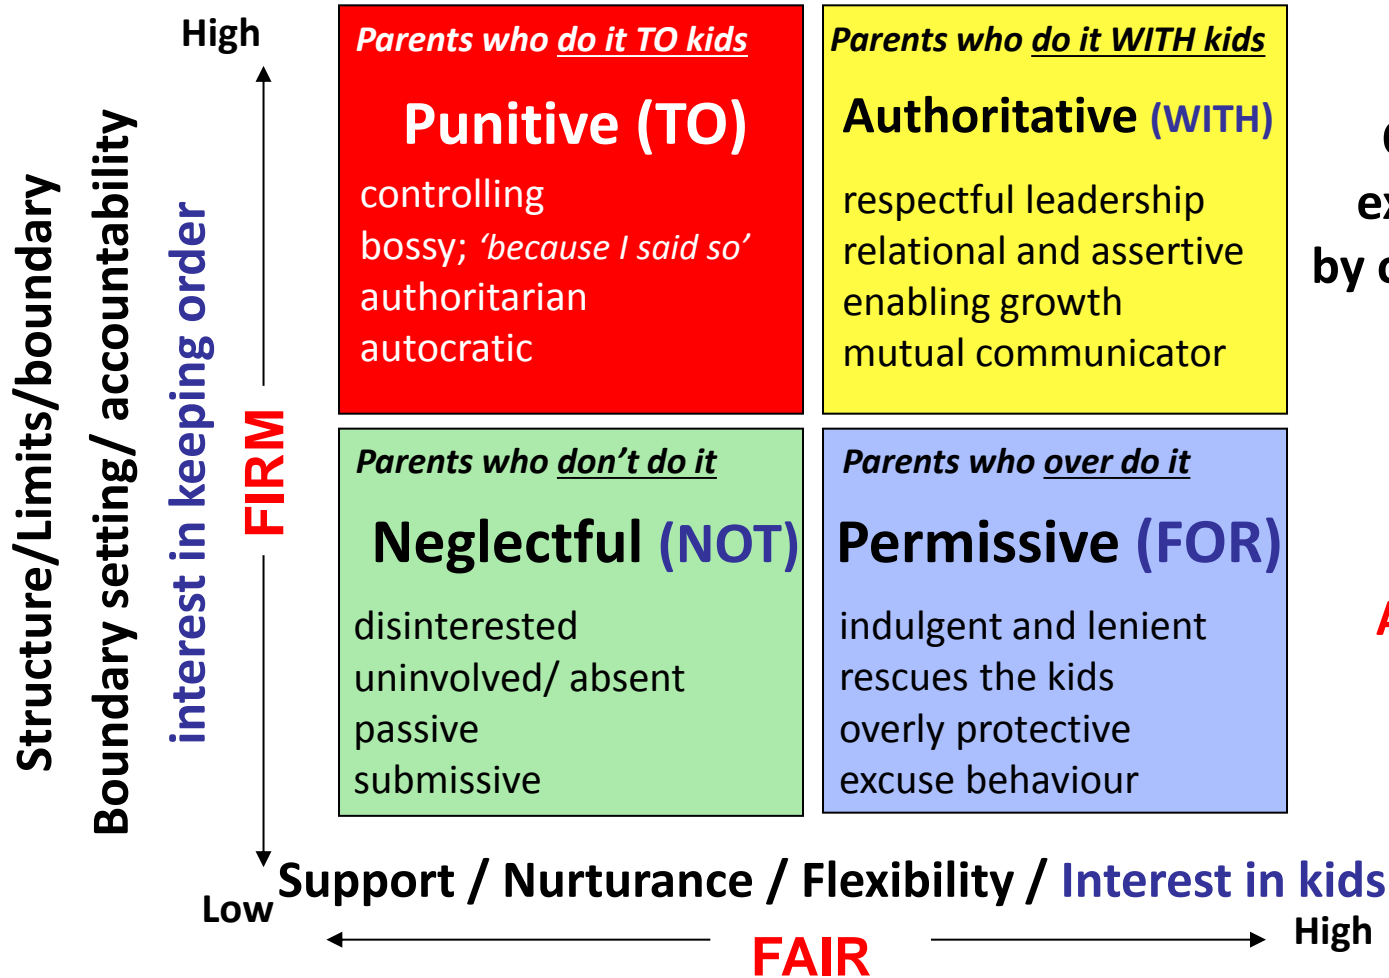 High
Structure/Limits/boundary
Boundary setting/ accountability
interest in keeping order
FIRM
Low
Parents who do it TO kids
Punitive (TO)
controlling
bossy; ‘because I said so’
authoritarian
autocratic
Parents who do it WITH kids
Authoritative (WITH)
respectful leadership
relational and assertive
enabling growth
mutual communicator
by
Parents who don’t do it
Neglectful (NOT)
disinterested
uninvolved/ absent
passive
submissive
Parents who over do it
Permissive (FOR)
indulgent and lenient
rescues the kids
overly protective
excuse behaviour
Support / Nurturance / Flexibility / Interest in kids
FAIR
High